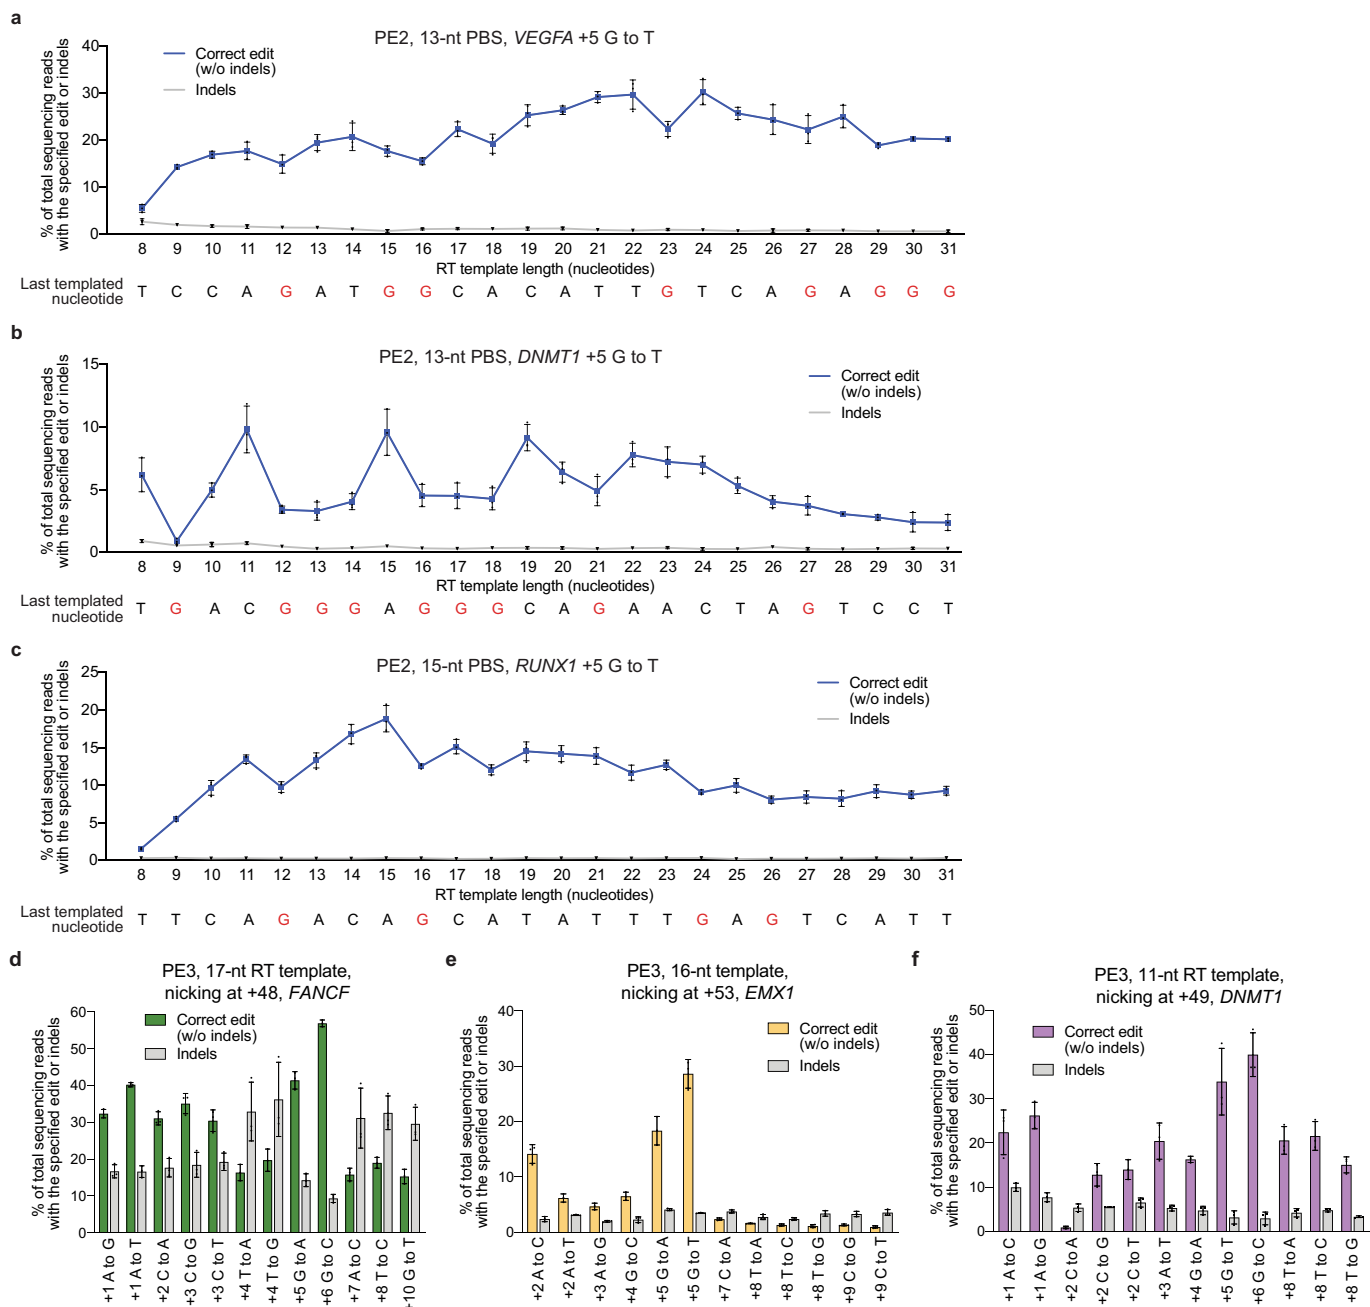 a
PE2, 13-nt PBS, VEGFA +5 G to T
% of total sequencing reads
with the specified edit or indels
40
30
20
10
0
Correct edit
(w/o indels)
Indels
8 9 10 11 12 13 14 15 16 17 18 19 20 21 22 23 24 25 26 27 28 29 30 31
RT template length (nucleotides)
Last templated
nucleotide
T C C A G A T G G C A C A T T G T C A G A G G G
b
PE2, 13-nt PBS, DNMT1 +5 G to T
% of total sequencing reads
with the specified edit or indels
15
10
5
0
Correct edit
(w/o indels)
Indels
8 9 10 11 12 13 14 15 16 17 18 19 20 21 22 23 24 25 26 27 28 29 30 31
RT template length (nucleotides)
Last templated
nucleotide
T G A C G G G A G G G C A G A A C T A G T C C T
c
PE2, 15-nt PBS, RUNX1 +5 G to T
% of total sequencing reads
with the specified edit or indels
25
20
15
10
5
0
Correct edit
(w/o indels)
Indels
8 9 10 11 12 13 14 15 16 17 18 19 20 21 22 23 24 25 26 27 28 29 30 31
RT template length (nucleotides)
Last templated
nucleotide
T T C A G A C A G C A T A T T T G A G T C A T T
d
PE3, 17-nt RT template,
nicking at +48, FANCF
% of total sequencing reads
with the specified edit or indels
60
50
40
30
20
10
0
Correct edit
(w/o indels)
Indels
+1 A to G
+1 A to T
+2 C to A
+3 C to G
+3 C to T
+4 T to A
+4 T to G
+5 G to A
+6 G to C
+7 A to C
+8 T to C
+10 G to T
e
PE3, 16-nt template,
nicking at +53, EMX1
% of total sequencing reads
with the specified edit or indels
40
30
20
10
0
Correct edit
(w/o indels)
Indels
+2 A to C
+2 A to T
+3 A to G
+4 G to C
+5 G to A
+5 G to T
+7 C to A
+8 T to A
+8 T to C
+8 T to G
+9 C to G
+9 C to T
f
PE3, 11-nt RT template,
nicking at +49, DNMT1
% of total sequencing reads
with the specified edit or indels
50
40
30
20
10
0
Correct edit
(w/o indels)
Indels
+1 A to C
+1 A to G
+2 C to A
+2 C to G
+2 C to T
+3 A to T
+4 G to A
+5 G to T
+6 G to C
+8 T to A
+8 T to C
+8 T to G